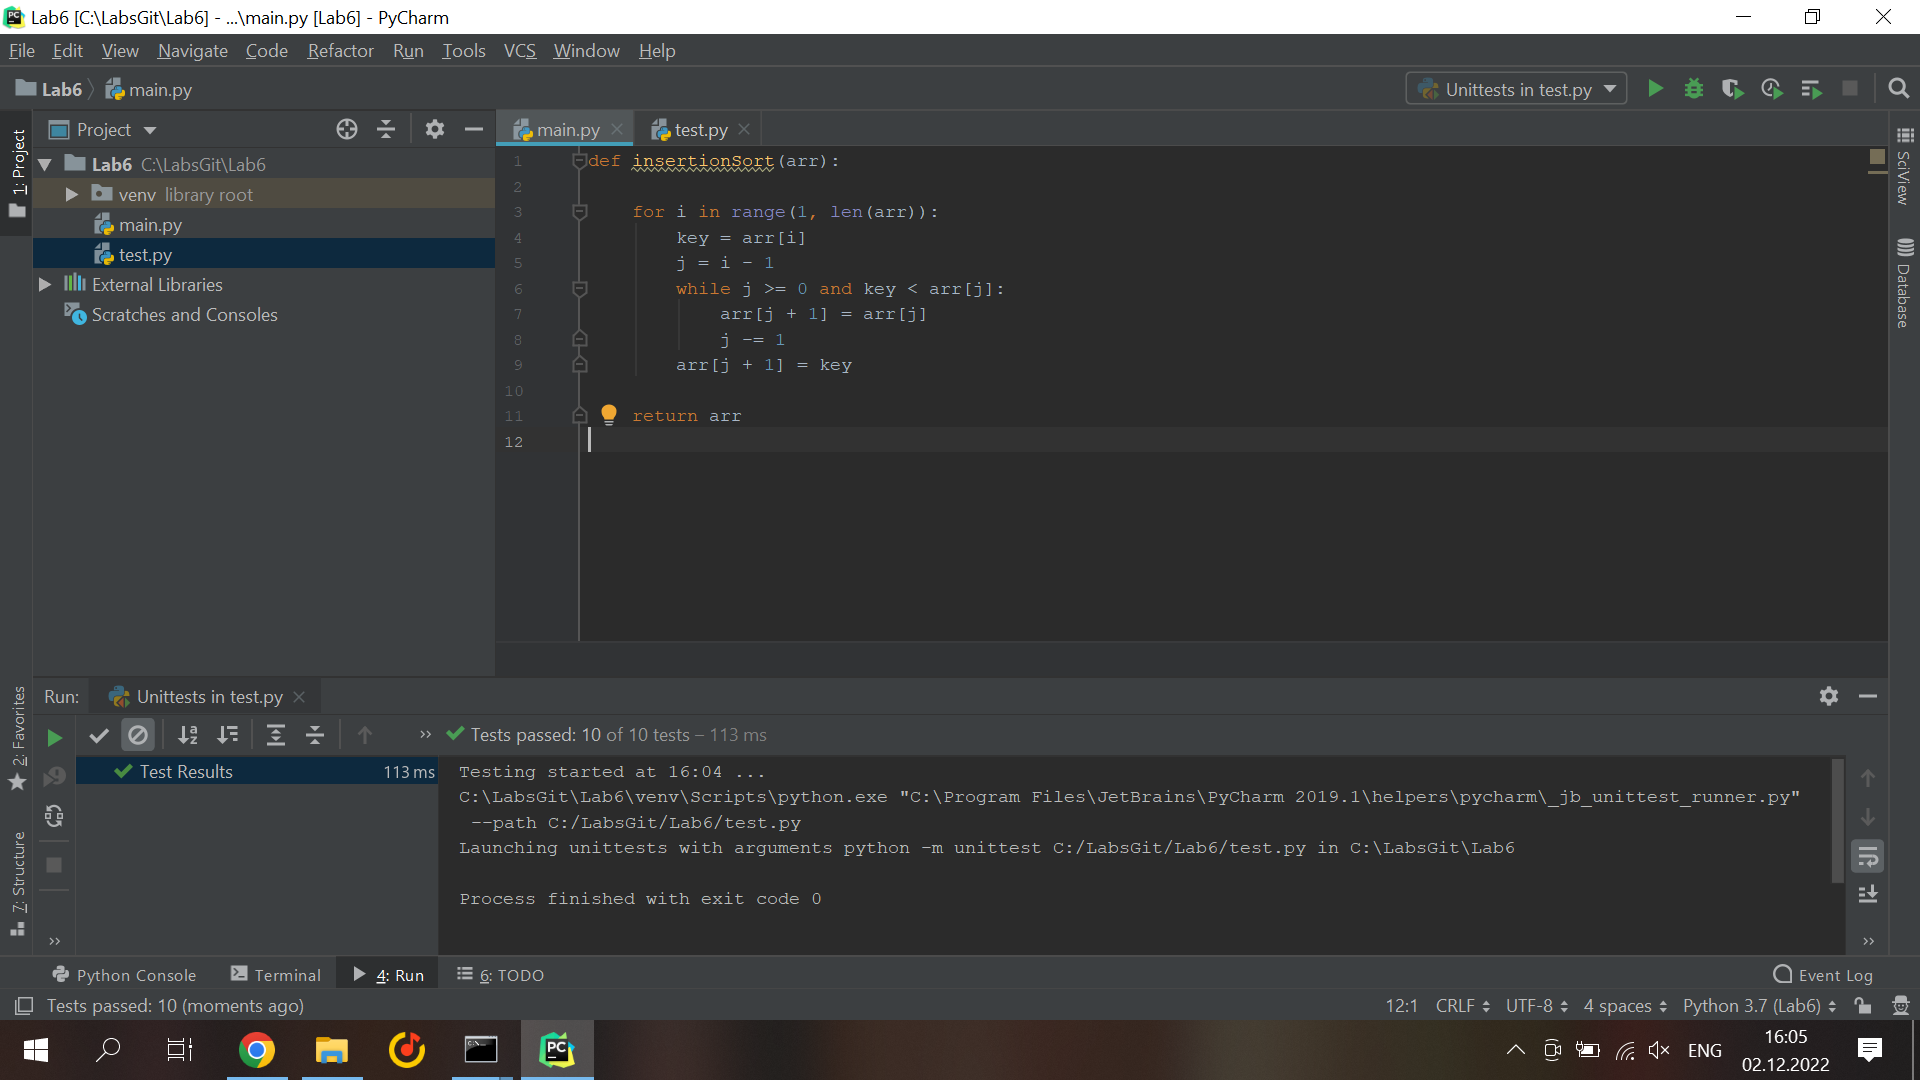 Lab6 [C:\LabsGit\Lab6] - ...\main.py [Lab6] - PyCharm
File Edit View Navigate Code Refactor Run Tools VCS Window Help
Lab6 main.py Unittests in test.py
Project main.py test.py
1: Project
Lab6 C:\LabsGit\Lab6
venv library root
main.py
test.py
External Libraries
Scratches and Consoles
1 def insertionSort(arr):
2
3 for i in range(1, len(arr)):
4 key = arr[i]
5 j = i - 1
6 while j >= 0 and key < arr[j]:
7 arr[j + 1] = arr[j]
8 j -= 1
9 arr[j + 1] = key
10
11 return arr
12
SciView
Database
2: Favorites
7: Structure
Run: Unittests in test.py
Tests passed: 10 of 10 tests – 113 ms
Test Results 113 ms
Testing started at 16:04 ...
C:\LabsGit\Lab6\venv\Scripts\python.exe "C:\Program Files\JetBrains\PyCharm 2019.1\helpers\pycharm\_jb_unittest_runner.py"
--path C:/LabsGit/Lab6/test.py
Launching unittests with arguments python -m unittest C:/LabsGit/Lab6/test.py in C:\LabsGit\Lab6
Process finished with exit code 0
Python Console Terminal 4: Run 6: TODO Event Log
Tests passed: 10 (moments ago) 12:1 CRLF UTF-8 4 spaces Python 3.7 (Lab6)
PC
ENG
16:05
02.12.2022